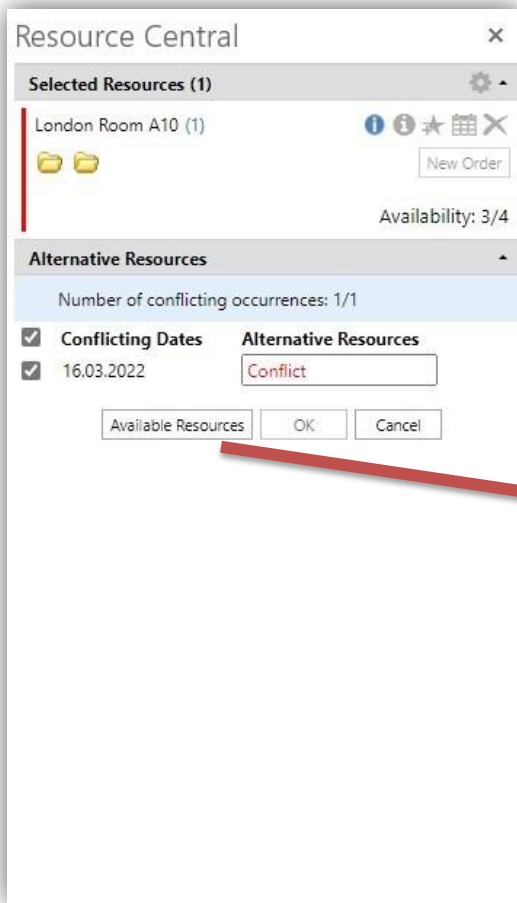 Resource Central
Selected Resources (1)
London Room A10 (1)
New Order
Availability: 3/4
Alternative Resources
Number of conflicting occurrences: 1/1
Conflicting Dates Alternative Resources
16.03.2022 Conflict
Available Resources OK Cancel